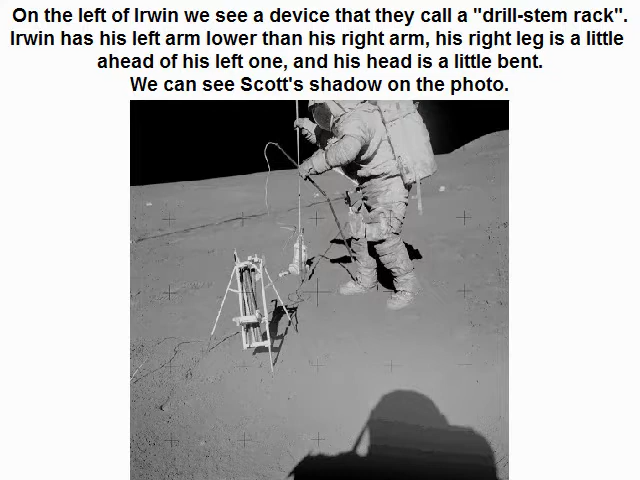 On the left of Irwin we see a device that they call a "drill-stem rack".
Irwin has his left arm lower than his right arm, his right leg is a little
ahead of his left one, and his head is a little bent.
We can see Scott's shadow on the photo.